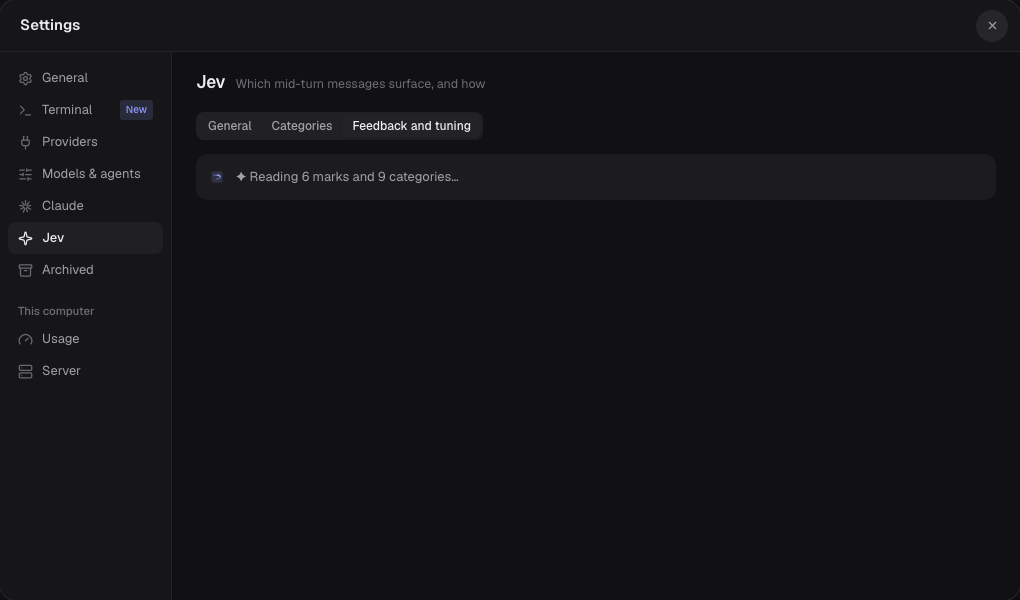 Settings
General
Terminal New
Providers
Models & agents
Claude
Jev
Archived
This computer
Usage
Server
Jev Which mid-turn messages surface, and how
General Categories Feedback and tuning
✦ Reading 6 marks and 9 categories…